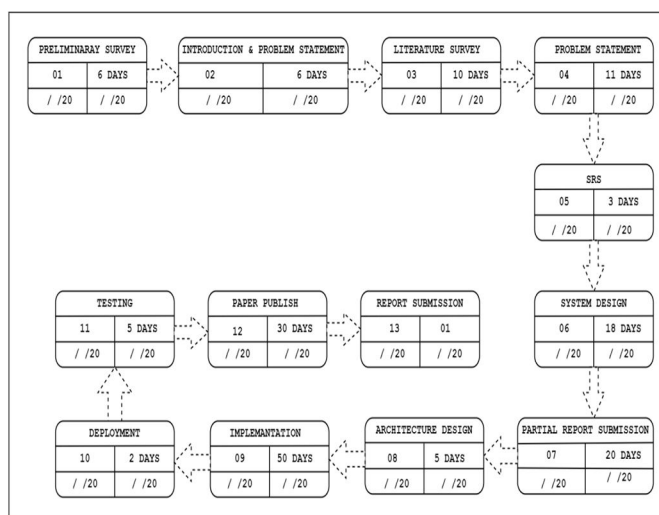 PRELIMINARAY SURVEY
01 6 DAYS
/ /20 / /20
INTRODUCTION & PROBLEM STATEMENT
02 6 DAYS
/ /20 / /20
LITERATURE SURVEY
03 10 DAYS
/ /20 / /20
PROBLEM STATEMENT
04 11 DAYS
/ /20 / /20
SRS
05 3 DAYS
/ /20 / /20
SYSTEM DESIGN
06 18 DAYS
/ /20 / /20
PARTIAL REPORT SUBMISSION
07 20 DAYS
/ /20 / /20
ARCHITECTURE DESIGN
08 5 DAYS
/ /20 / /20
IMPLEMANTATION
09 50 DAYS
/ /20 / /20
DEPLOYMENT
10 2 DAYS
/ /20 / /20
TESTING
11 5 DAYS
/ /20 / /20
PAPER PUBLISH
12 30 DAYS
/ /20 / /20
REPORT SUBMISSION
13 01
/ /20 / /20